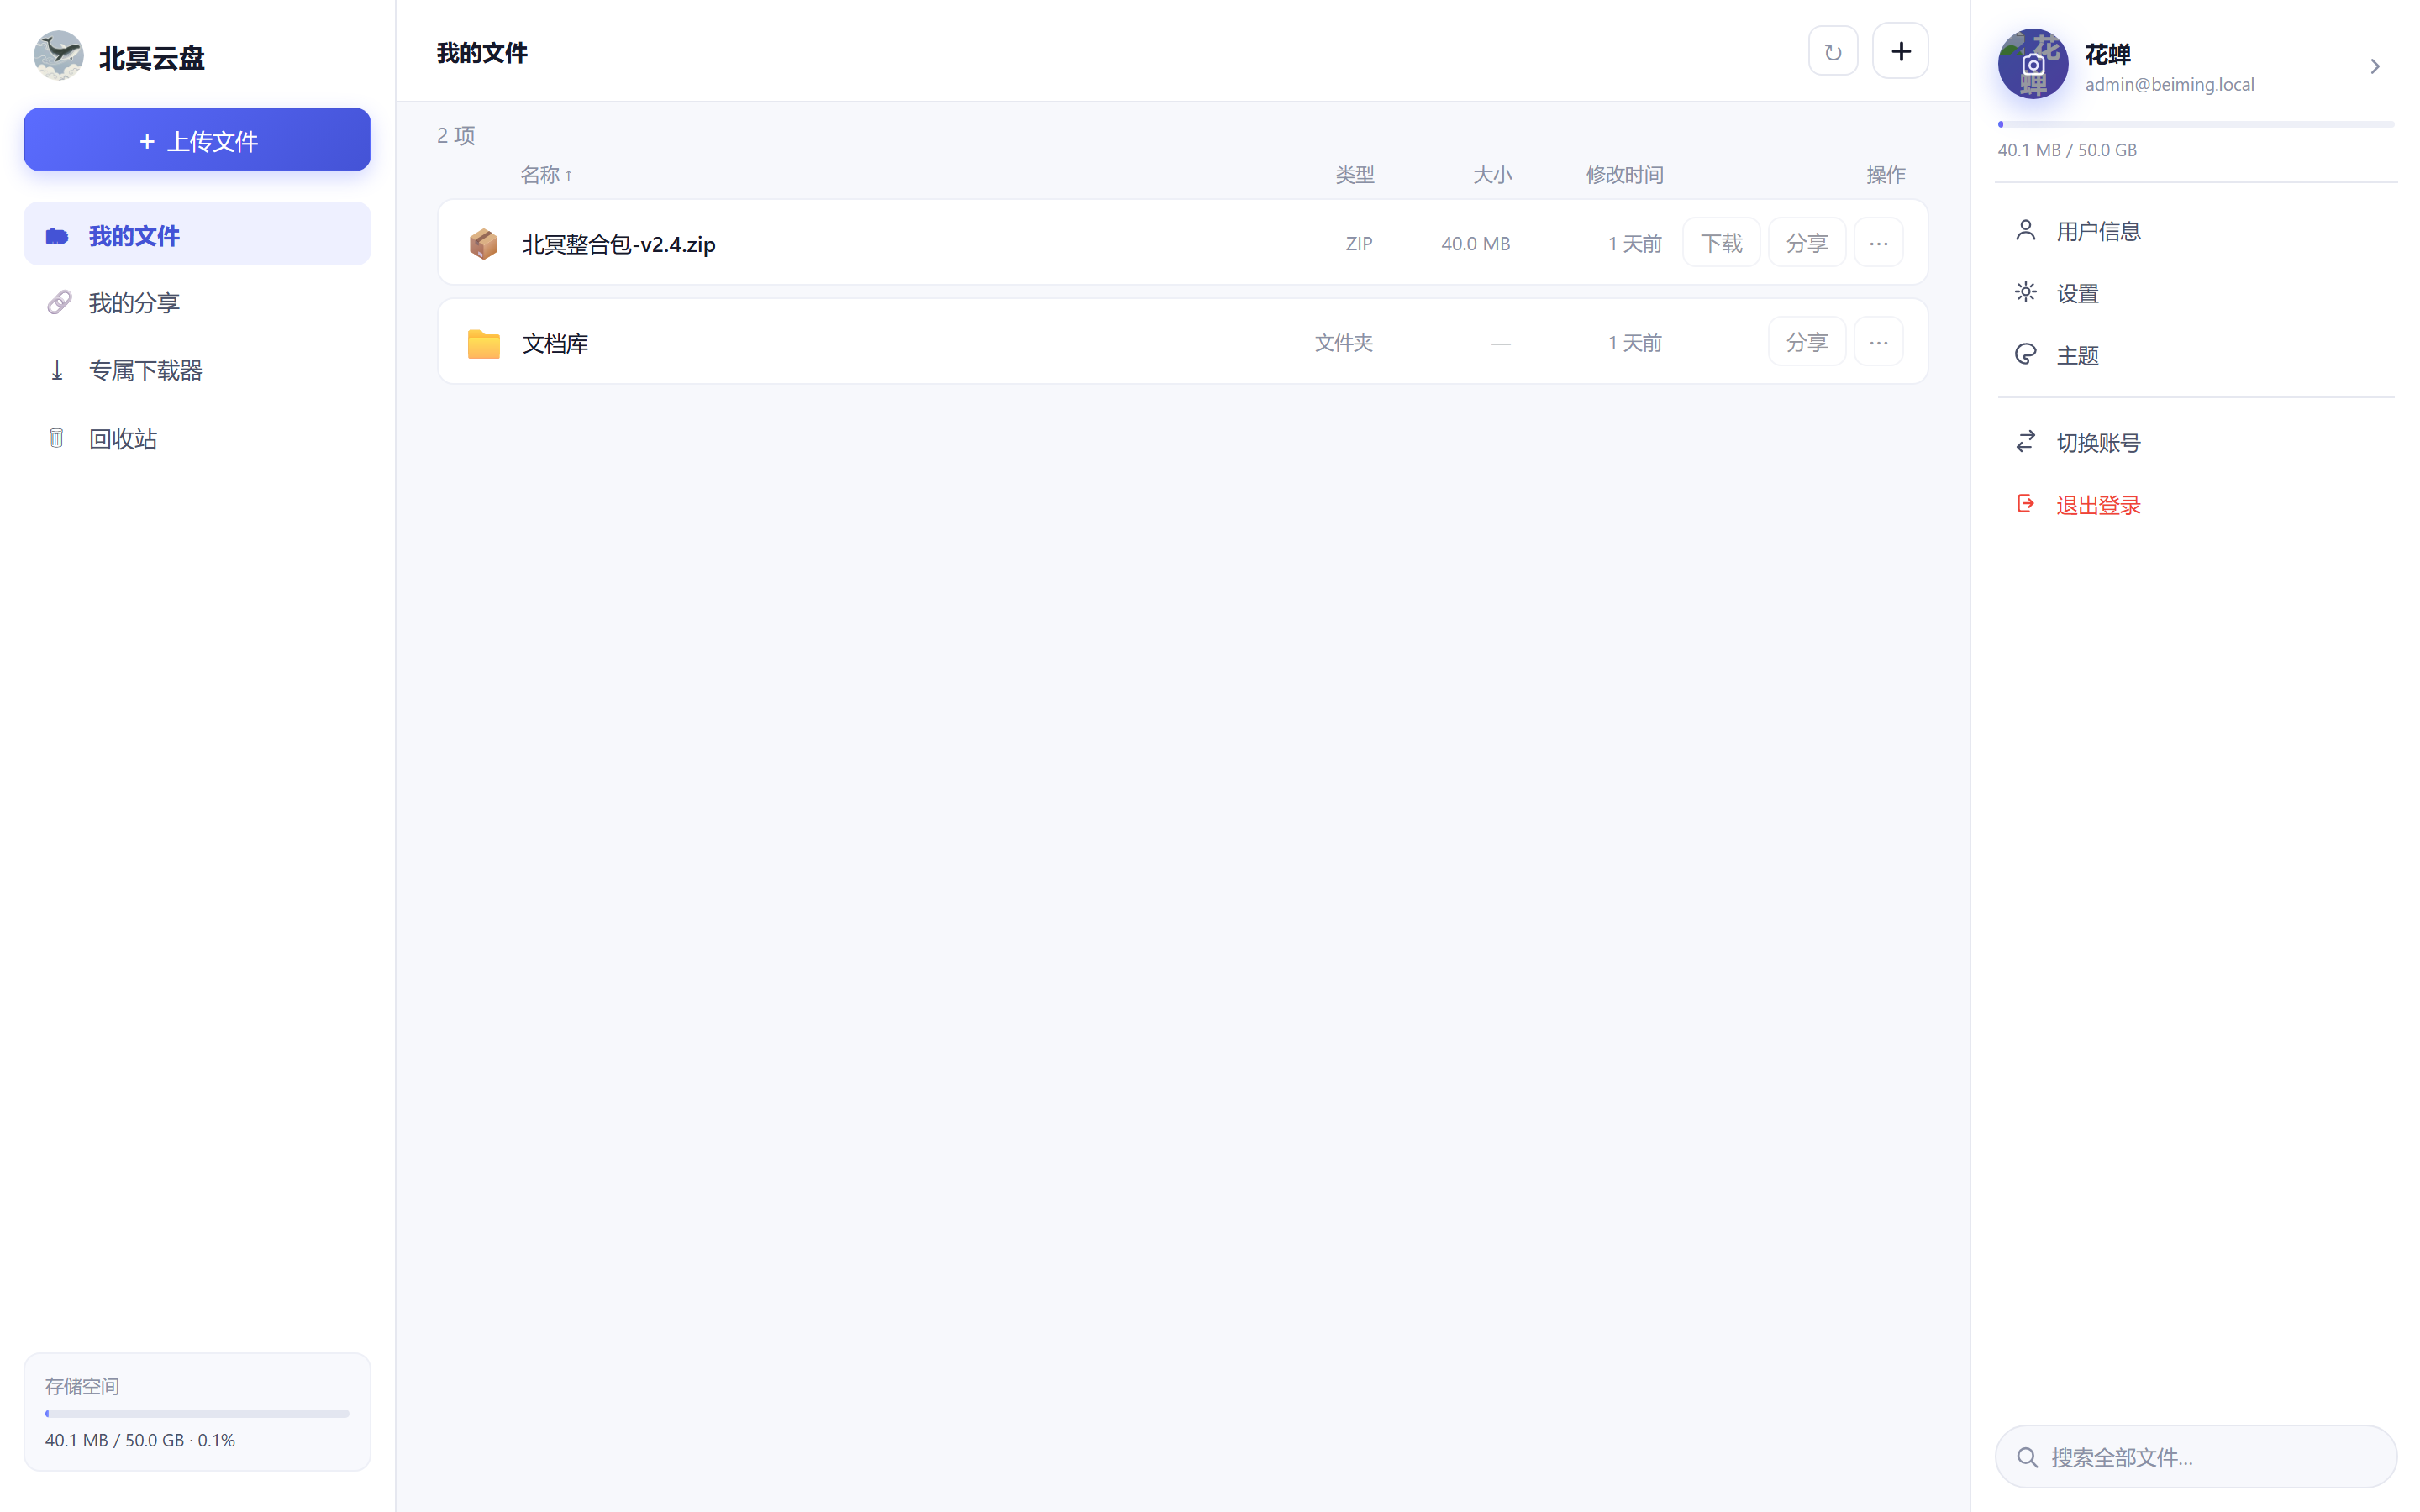 北冥云盘
+ 上传文件
我的文件
我的分享
专属下载器
回收站
存储空间
40.1 MB / 50.0 GB · 0.1%
我的文件
2 项
名称 ↑ 类型 大小 修改时间 操作
北冥整合包-v2.4.zip ZIP 40.0 MB 1 天前 下载 分享 ···
文档库 文件夹 — 1 天前 分享 ···
花蝉
花蝉
admin@beiming.local
40.1 MB / 50.0 GB
用户信息
设置
主题
切换账号
退出登录
搜索全部文件...